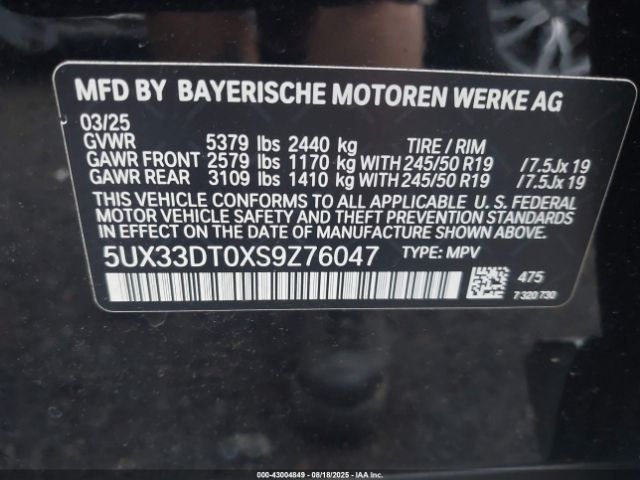 MFD BY BAYERISCHE MOTOREN WERKE AG
03/25
GVWR 5379 lbs 2440 kg TIRE / RIM
GAWR FRONT 2579 lbs 1170 kg WITH 245/50 R19 / 7.5Jx 19
GAWR REAR 3109 lbs 1410 kg WITH 245/50 R19 / 7.5Jx 19
THIS VEHICLE CONFORMS TO ALL APPLICABLE U. S. FEDERAL
MOTOR VEHICLE SAFETY AND THEFT PREVENTION STANDARDS
IN EFFECT ON THE DATE OF MANUFACTURE SHOWN ABOVE.
5UX33DT0XS9Z76047 TYPE: MPV
475
7 320 730
000-43004849 - 08/18/2025 - IAA Inc.